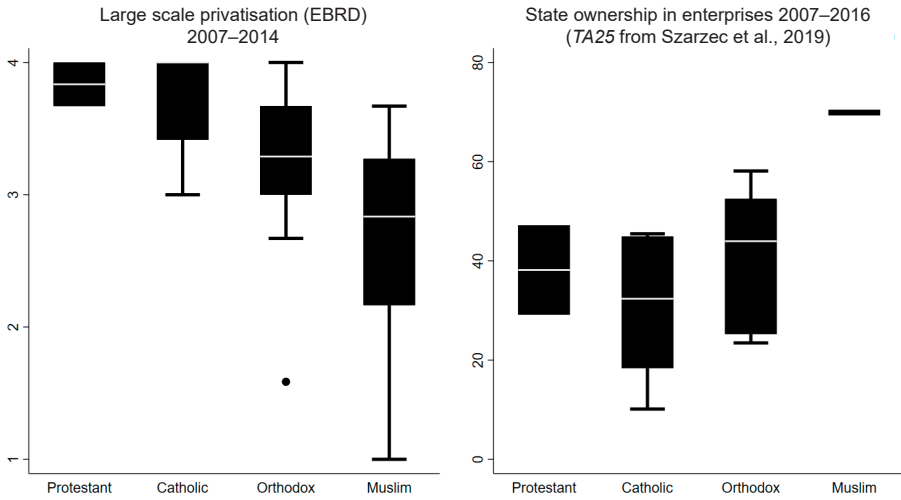 Large scale privatisation (EBRD)
2007–2014
4
3
2
1
Protestant Catholic Orthodox Muslim
State ownership in enterprises 2007–2016
(TA25 from Szarzec et al., 2019)
80
60
40
20
0
Protestant Catholic Orthodox Muslim